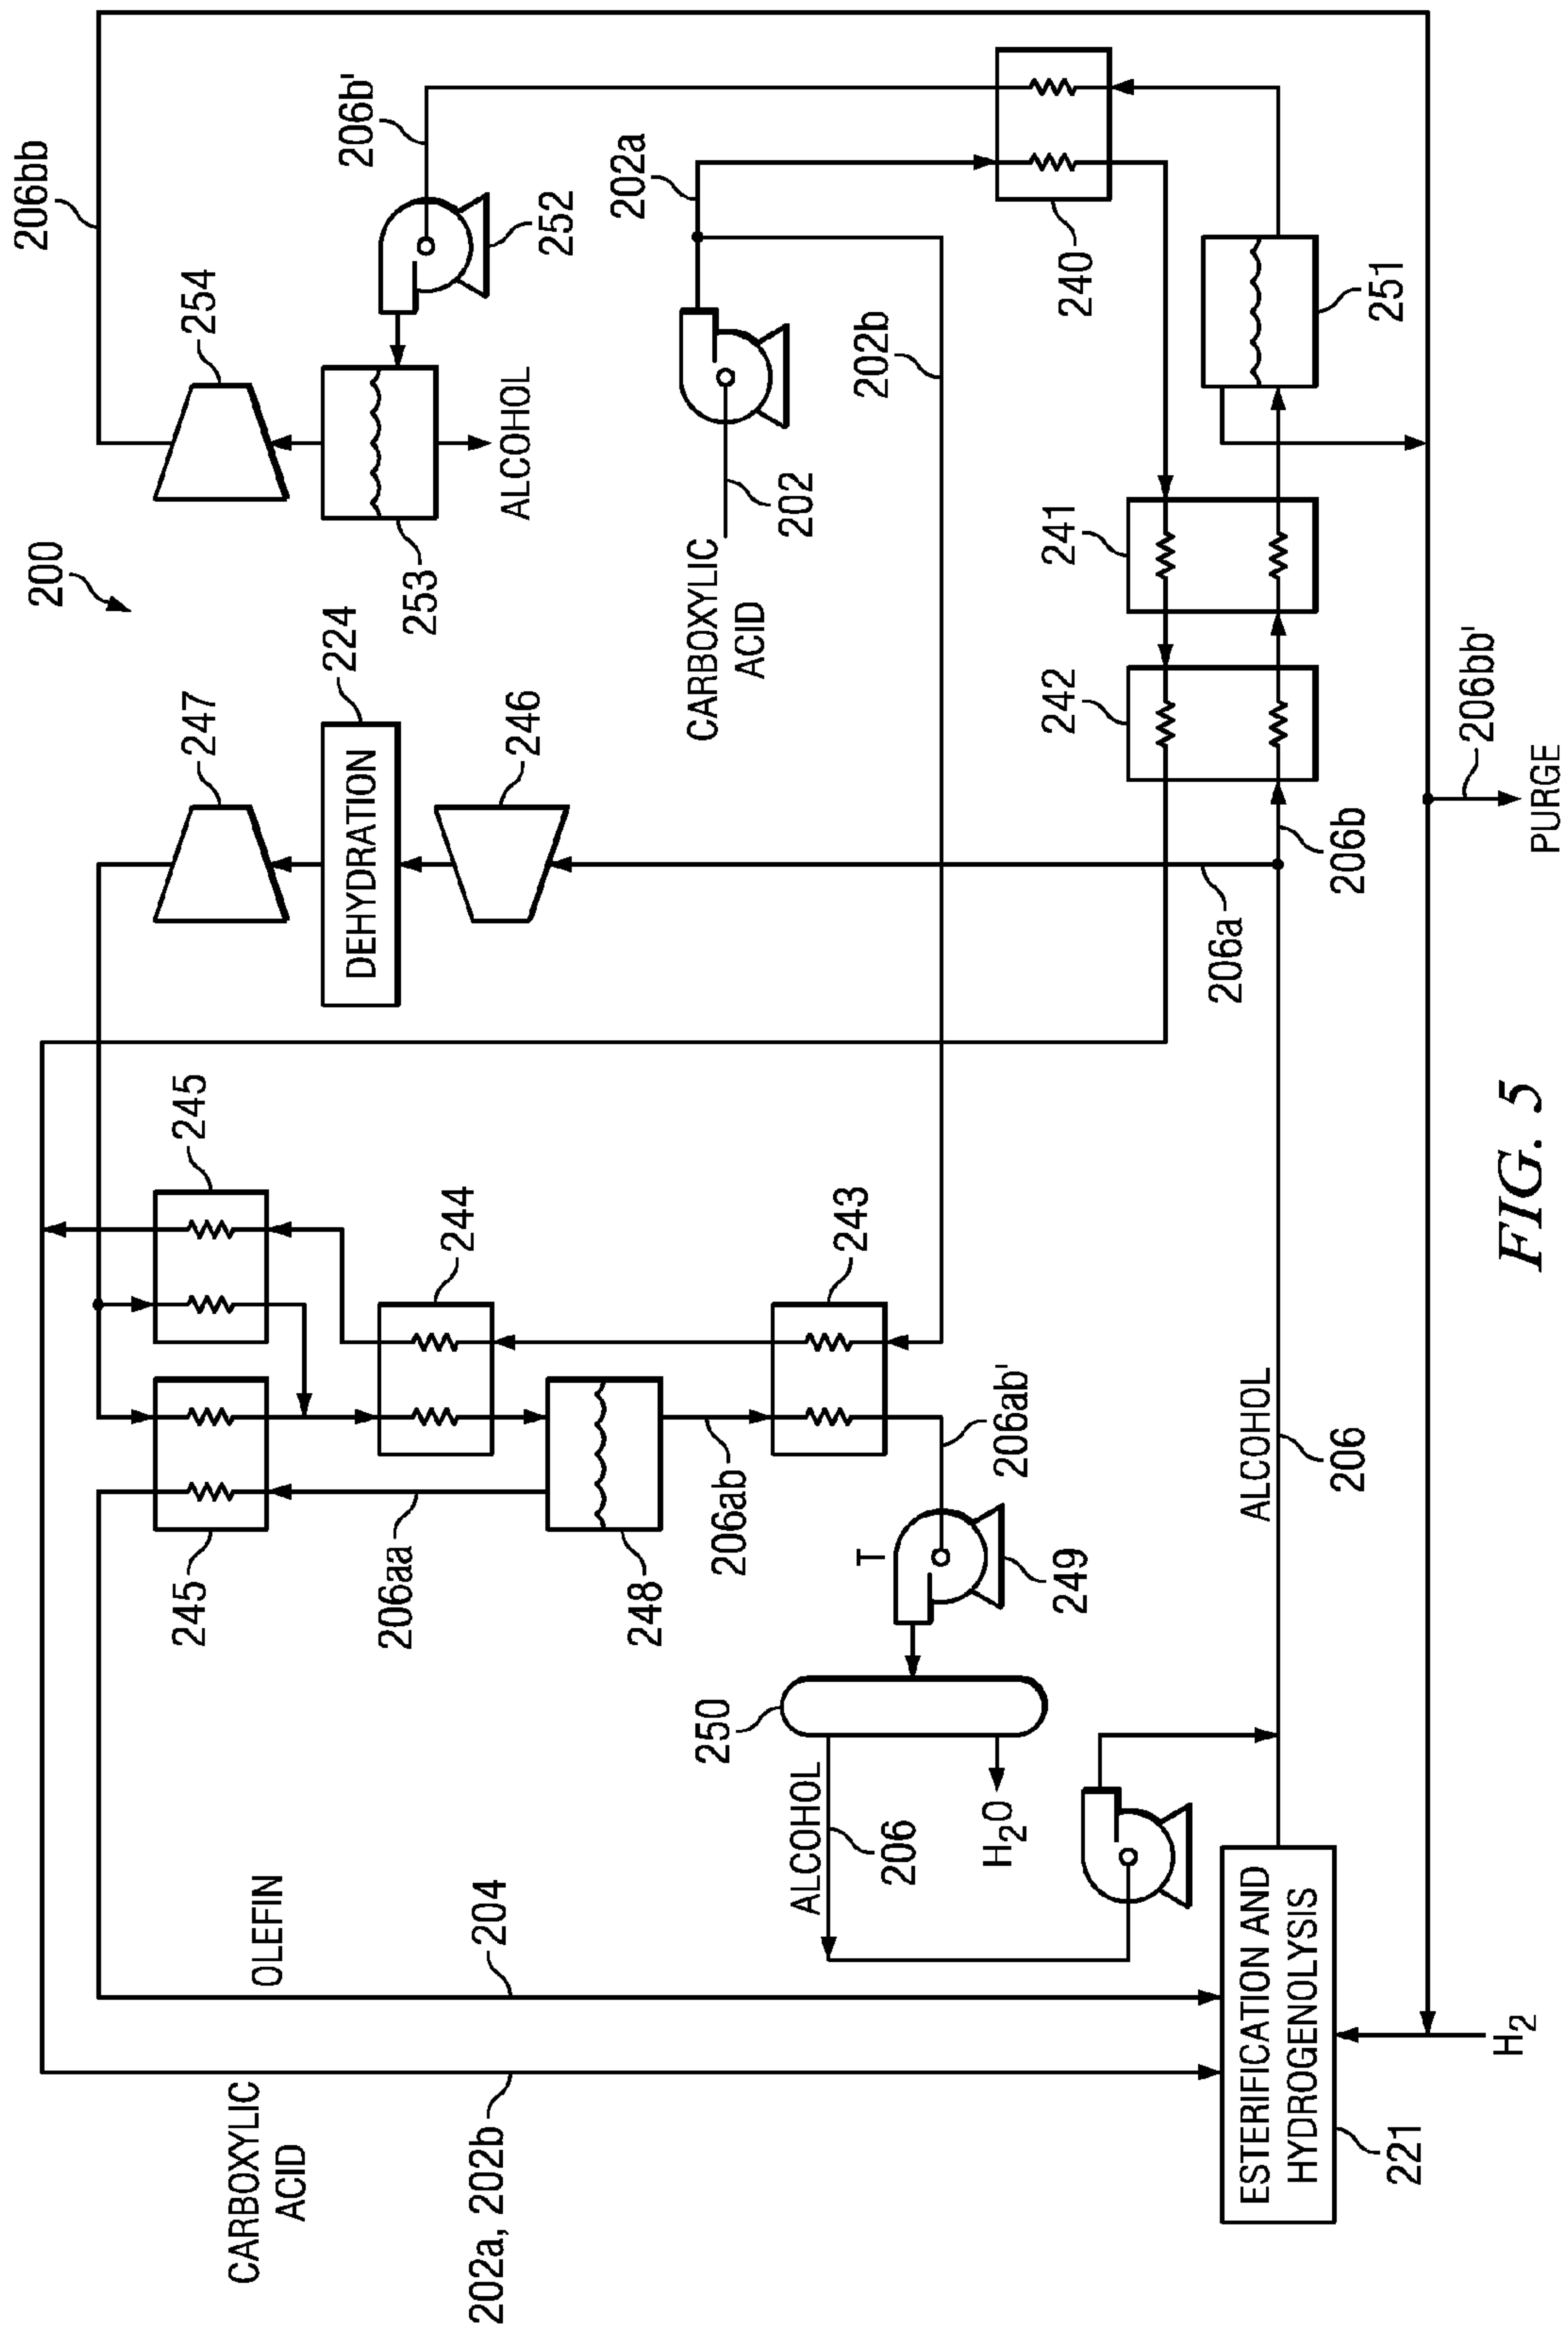 200
CARBOXYLIC
ACID
202a, 202b
OLEFIN
204
245
245
206aa
244
248
206ab
243
206ab'
T
249
250
ALCOHOL
206
H2O
ESTERIFICATION AND
HYDROGENOLYSIS
221
H2
ALCOHOL
206
206a
206b
206bb'
PURGE
247
224
DEHYDRATION
246
242
241
251
240
CARBOXYLIC
ACID
202
202a
202b
254
253
ALCOHOL
252
206b'
206bb
FIG. 5